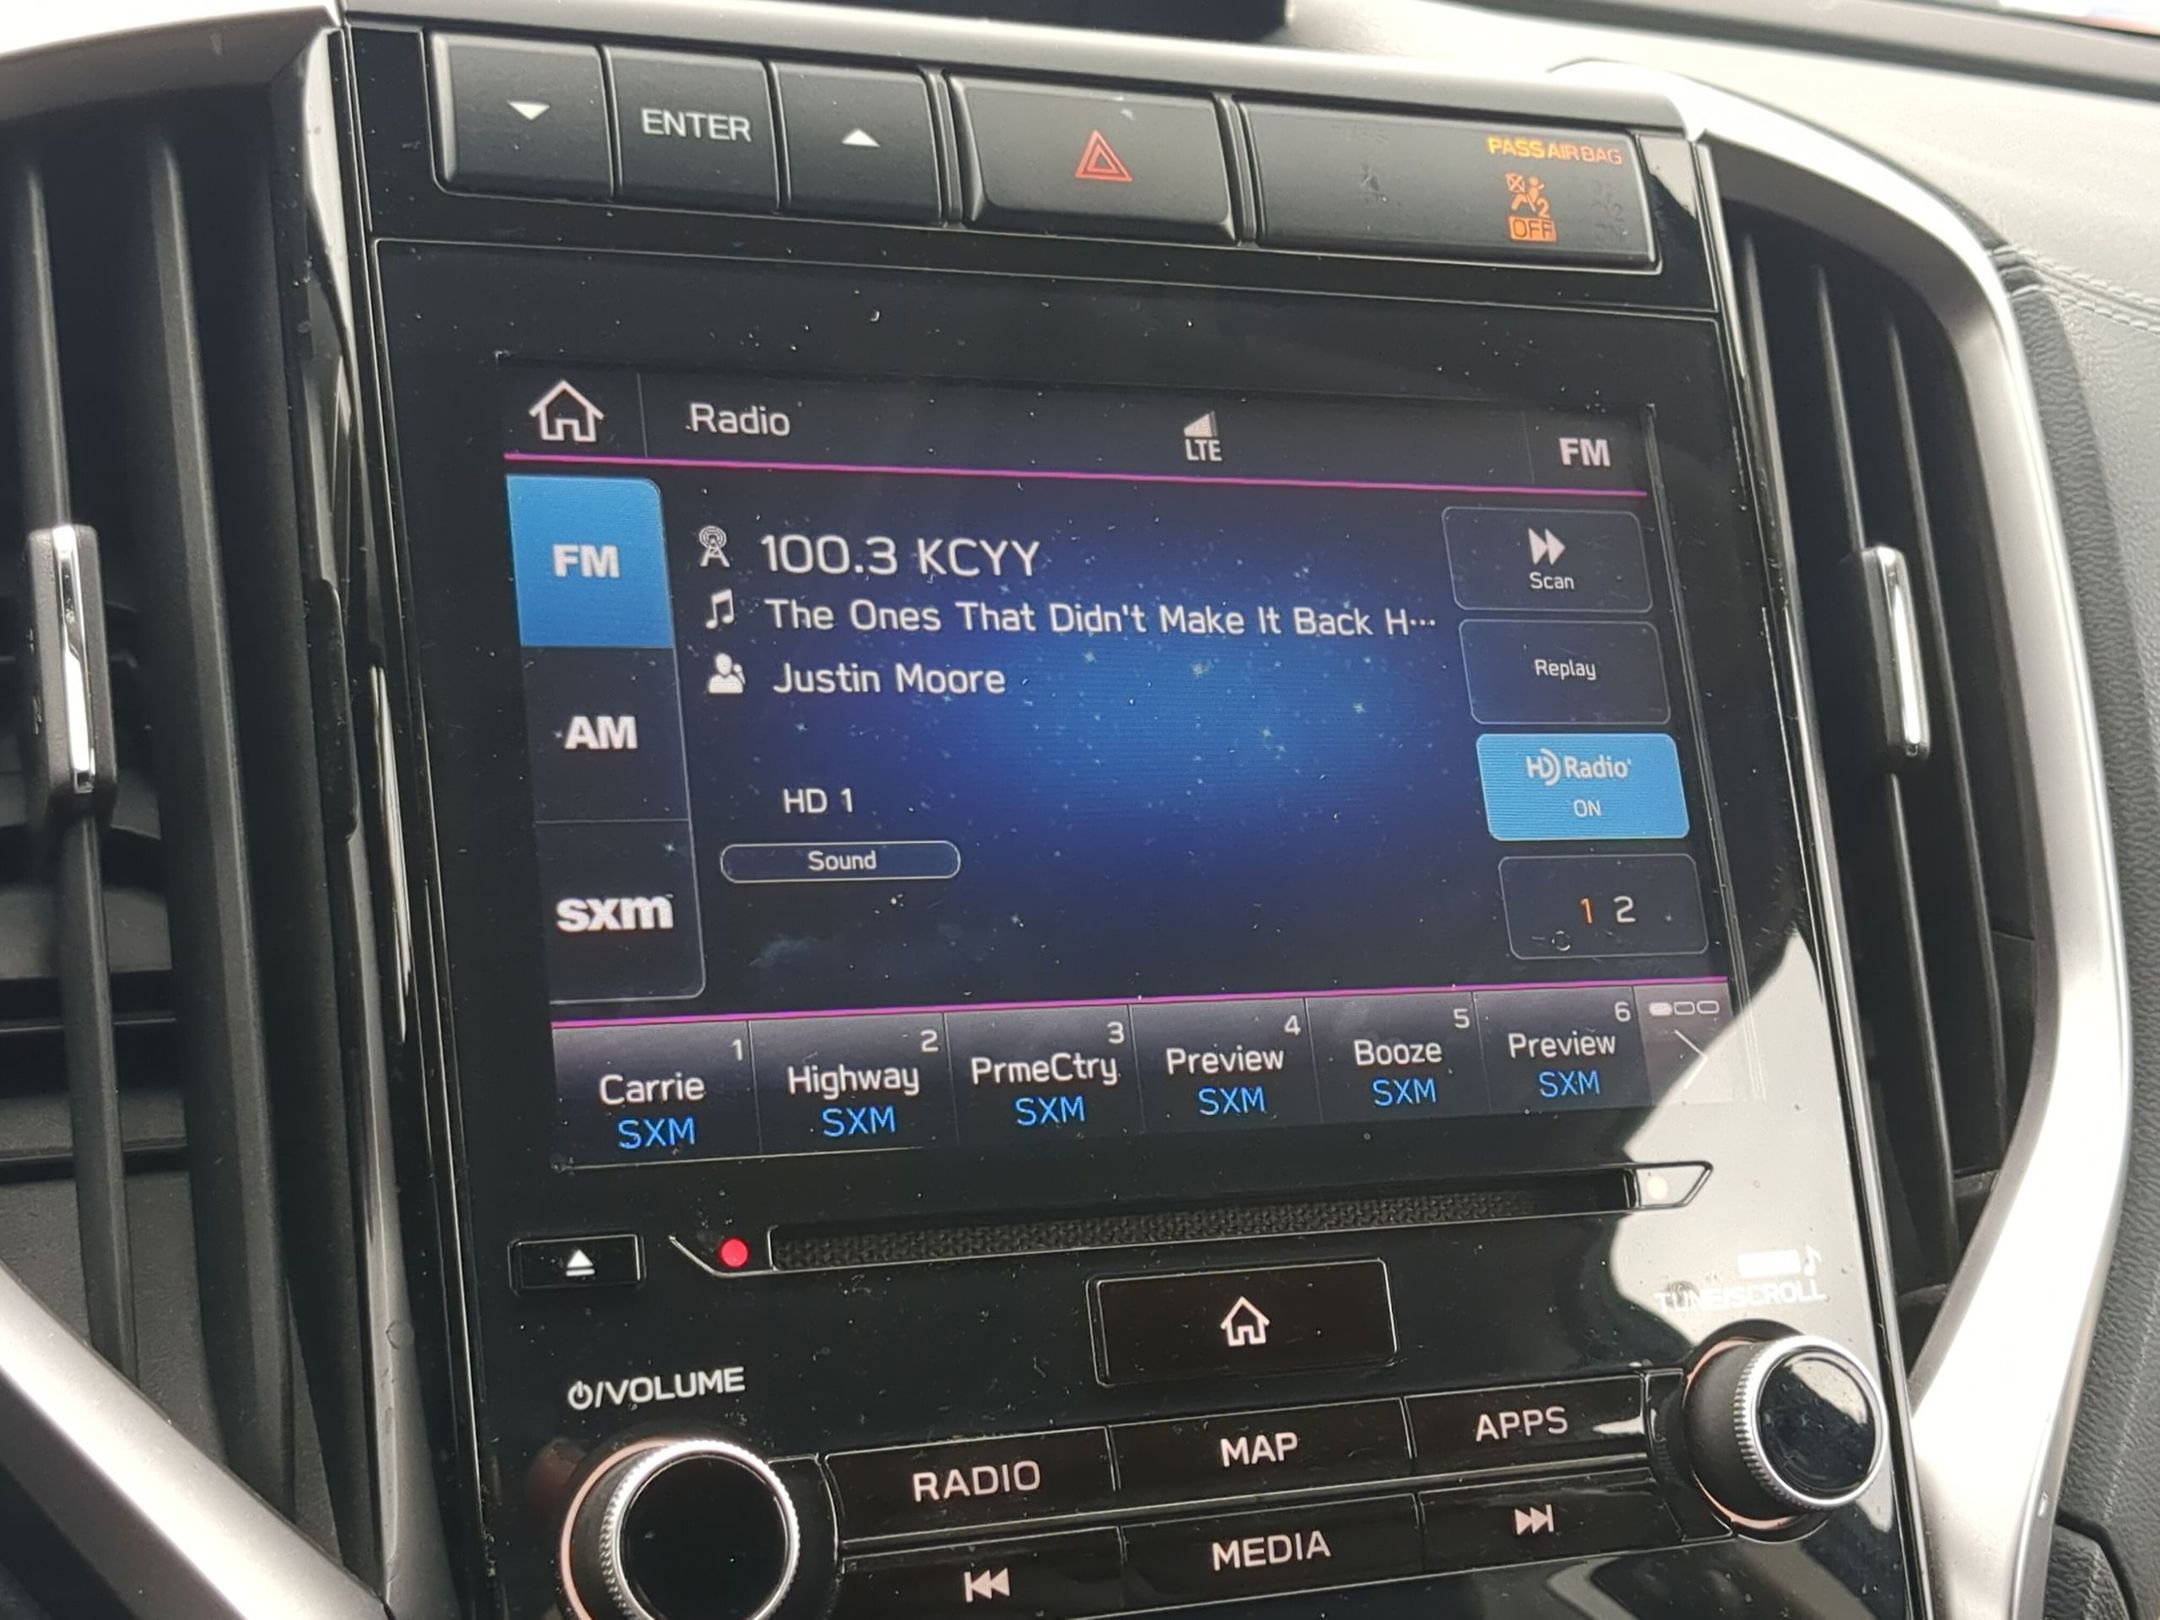 ENTER
PASS AIR BAG
2
OFF
Radio
LTE
FM
FM
100.3 KCYY
Scan
The Ones That Didn't Make It Back H…
Replay
Justin Moore
AM
HD Radio
ON
HD 1
Sound
sxm
1 2
1
Carrie
SXM
2
Highway
SXM
3
PrmeCtry
SXM
4
Preview
SXM
5
Booze
SXM
6
Preview
SXM
TUNE/SCROLL
/VOLUME
RADIO
MAP
APPS
MEDIA